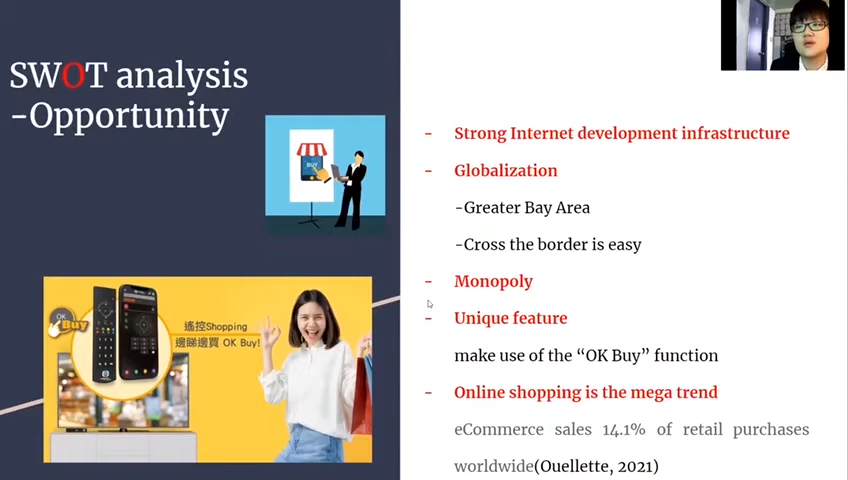 SWOT analysis
-Opportunity
BUY
OK
Buy
遙控Shopping
邊睇邊買 OK Buy!
- Strong Internet development infrastructure
- Globalization
-Greater Bay Area
-Cross the border is easy
- Monopoly
- Unique feature
make use of the “OK Buy” function
- Online shopping is the mega trend
eCommerce sales 14.1% of retail purchases
worldwide(Ouellette, 2021)